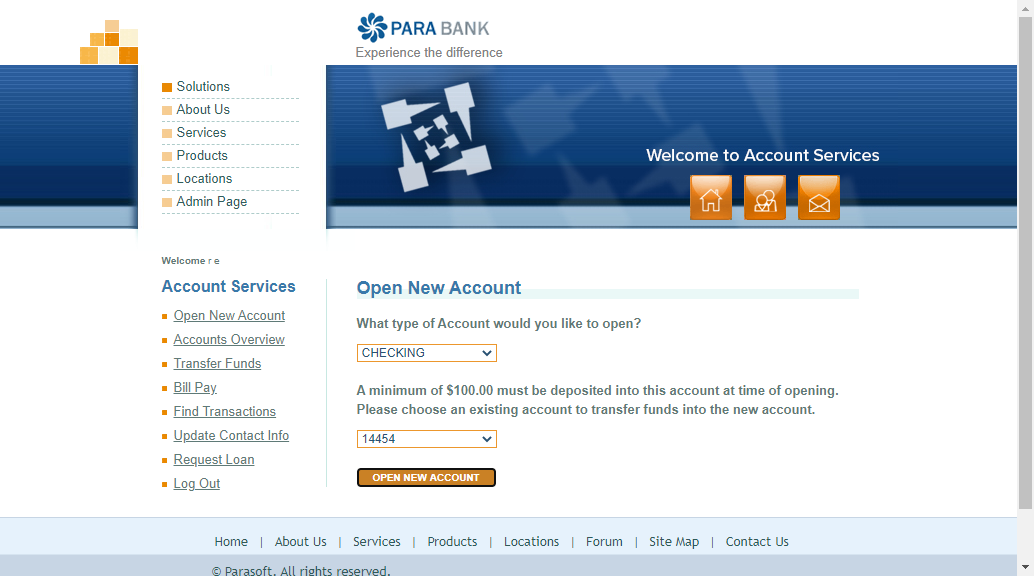 PARA BANK
Experience the difference
Solutions
About Us
Services
Products
Locations
Admin Page
Welcome to Account Services
Welcome r e
Account Services
Open New Account
Accounts Overview
Transfer Funds
Bill Pay
Find Transactions
Update Contact Info
Request Loan
Log Out
Open New Account
What type of Account would you like to open?
CHECKING
A minimum of $100.00 must be deposited into this account at time of opening.
Please choose an existing account to transfer funds into the new account.
14454
OPEN NEW ACCOUNT
Home | About Us | Services | Products | Locations | Forum | Site Map | Contact Us
© Parasoft. All rights reserved.